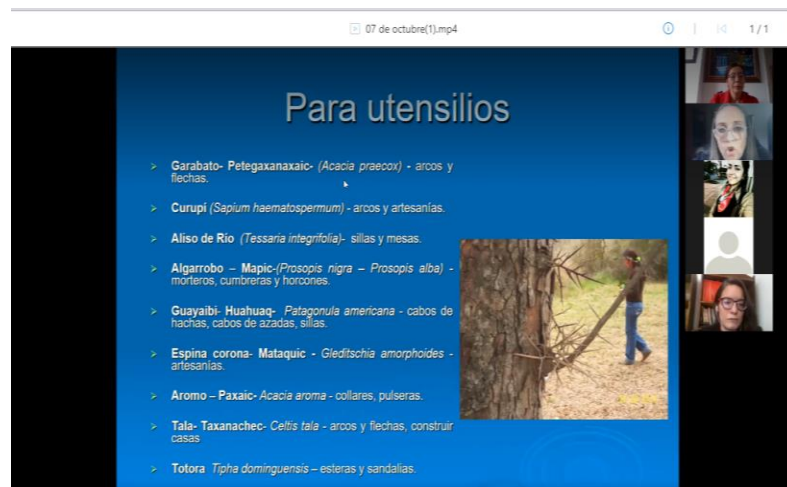 07 de octubre(1).mp4
1 / 1
Para utensilios
Garabato- Petegaxanaxaic- (Acacia praecox) - arcos y
flechas.
Curupí (Sapium haematospermum) - arcos y artesanías.
Aliso de Río (Tessaria integrifolia)- sillas y mesas.
Algarrobo – Mapic-(Prosopis nigra – Prosopis alba) -
morteros, cumbreras y horcones.
Guayaibi- Huahuaq- Patagonula americana - cabos de
hachas, cabos de azadas, sillas.
Espina corona- Mataquic - Gleditschia amorphoides -
artesanías.
Aromo – Paxaic- Acacia aroma - collares, pulseras.
Tala- Taxanachec- Celtis tala - arcos y flechas, construir
casas
Totora Tipha dominguensis – esteras y sandalias.